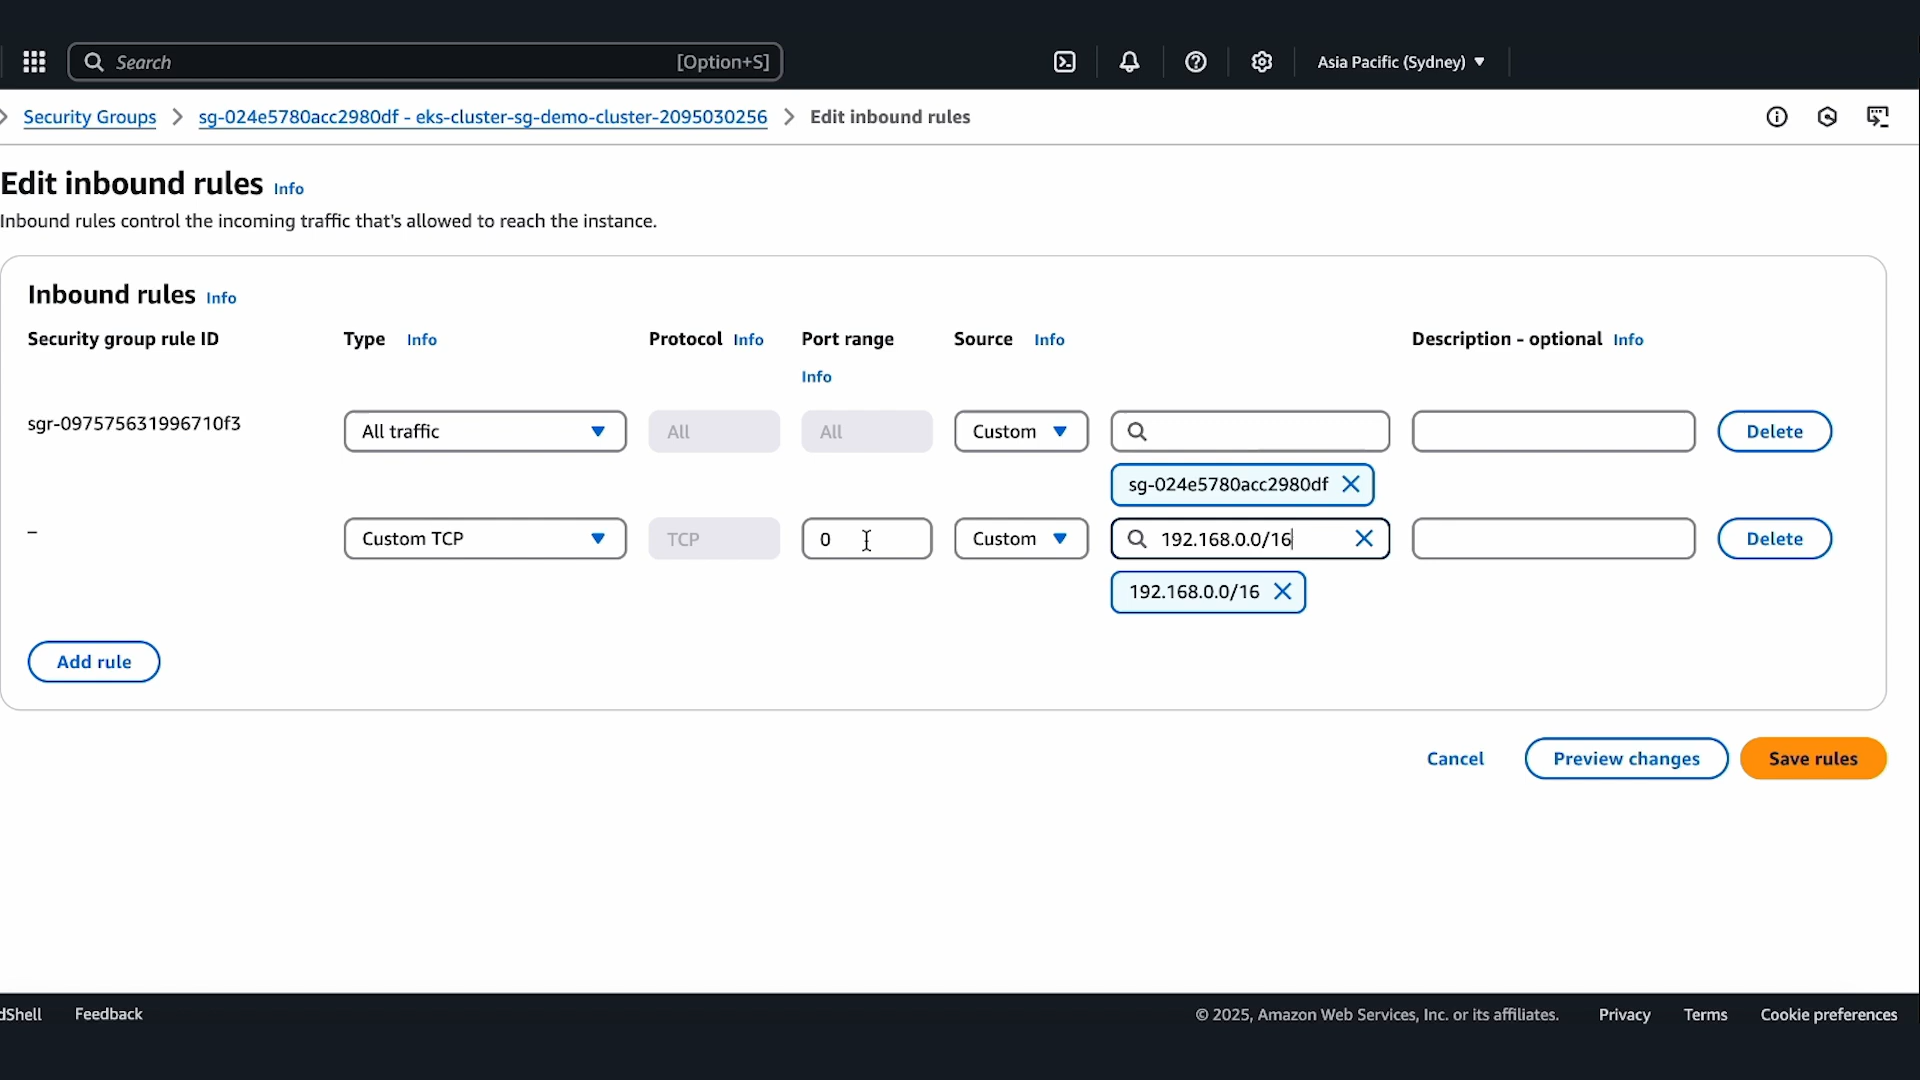 Search [Option+S] Asia Pacific (Sydney)
Security Groups sg-024e5780acc2980df - eks-cluster-sg-demo-cluster-2095030256 Edit inbound rules
Edit inbound rules Info
Inbound rules control the incoming traffic that's allowed to reach the instance.
Inbound rules Info
Security group rule ID Type Info Protocol Info Port range Source Info Description - optional Info
Info
sgr-097575631996710f3 All traffic All All Custom Delete
sg-024e5780acc2980df
– Custom TCP TCP 0 Custom 192.168.0.0/16 Delete
192.168.0.0/16
Add rule
Cancel Preview changes Save rules
dShell Feedback © 2025, Amazon Web Services, Inc. or its affiliates. Privacy Terms Cookie preferences